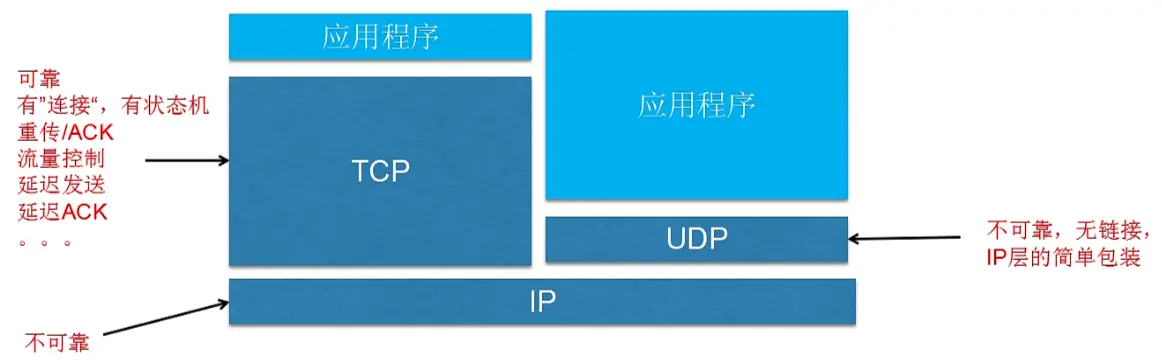 应用程序
应用程序
可靠
有”连接“，有状态机
重传/ACK
流量控制
延迟发送
延迟ACK
。。。
TCP
UDP
不可靠，无链接，
IP层的简单包装
IP
不可靠